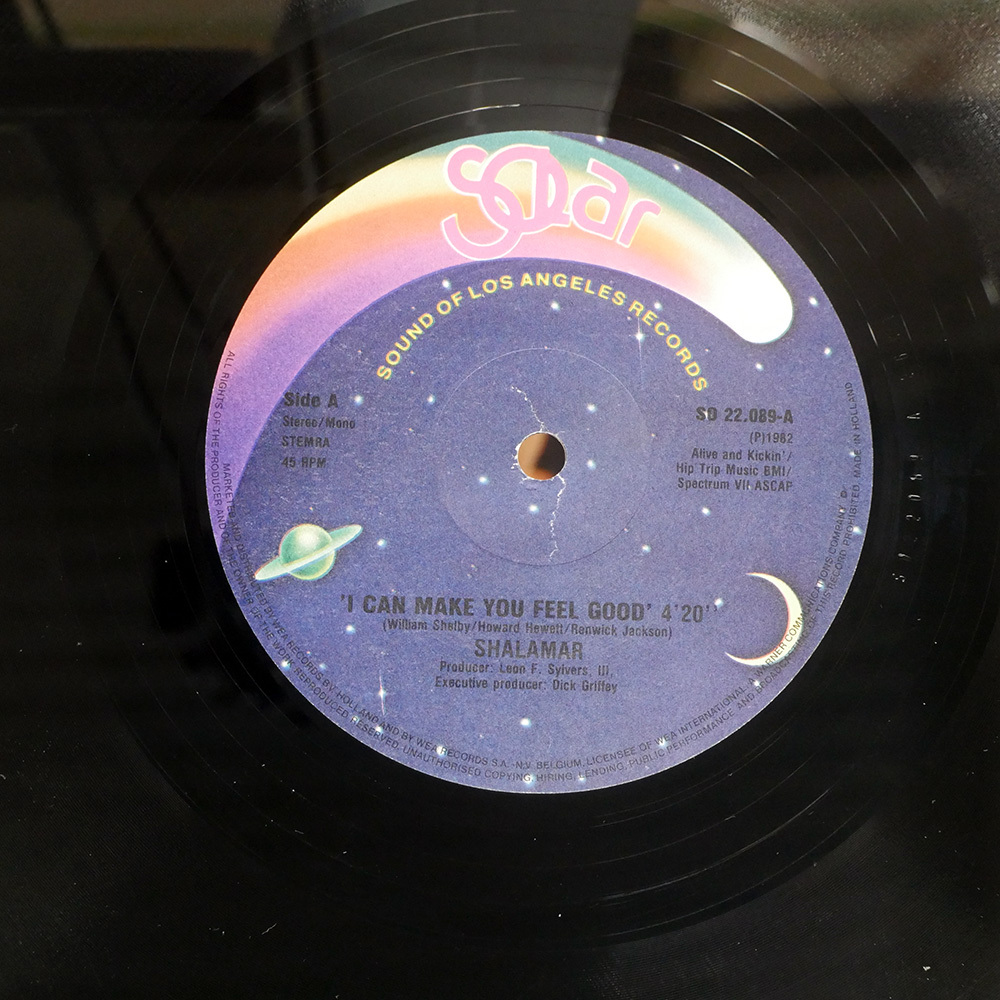 Solar
SOUND OF LOS ANGELES RECORDS
Side A
Stereo/Mono
STEMRA
45 RPM
SO 22.089-A
(P)1982
Alive and Kickin'/
Hip Trip Music BMI/
Spectrum VII ASCAP
'I CAN MAKE YOU FEEL GOOD' 4'20''
(William Shelby/Howard Hewett/Renwick Jackson)
SHALAMAR
Producer: Leon F. Sylvers, III,
Executive producer: Dick Griffey
ALL RIGHTS OF THE PRODUCER AND OF THE OWNER OF THE WORK REPRODUCED RESERVED. UNAUTHORISED COPYING, HIRING, LENDING, PUBLIC PERFORMANCE AND BROADCASTING OF THIS RECORD PROHIBITED. MADE IN HOLLAND
MARKETED AND DISTRIBUTED BY WEA RECORDS BV. HOLLAND AND BY WEA RECORDS S.A. -N.V. BELGIUM, LICENSEE OF WEA INTERNATIONAL, A WARNER COMMUNICATIONS COMPANY